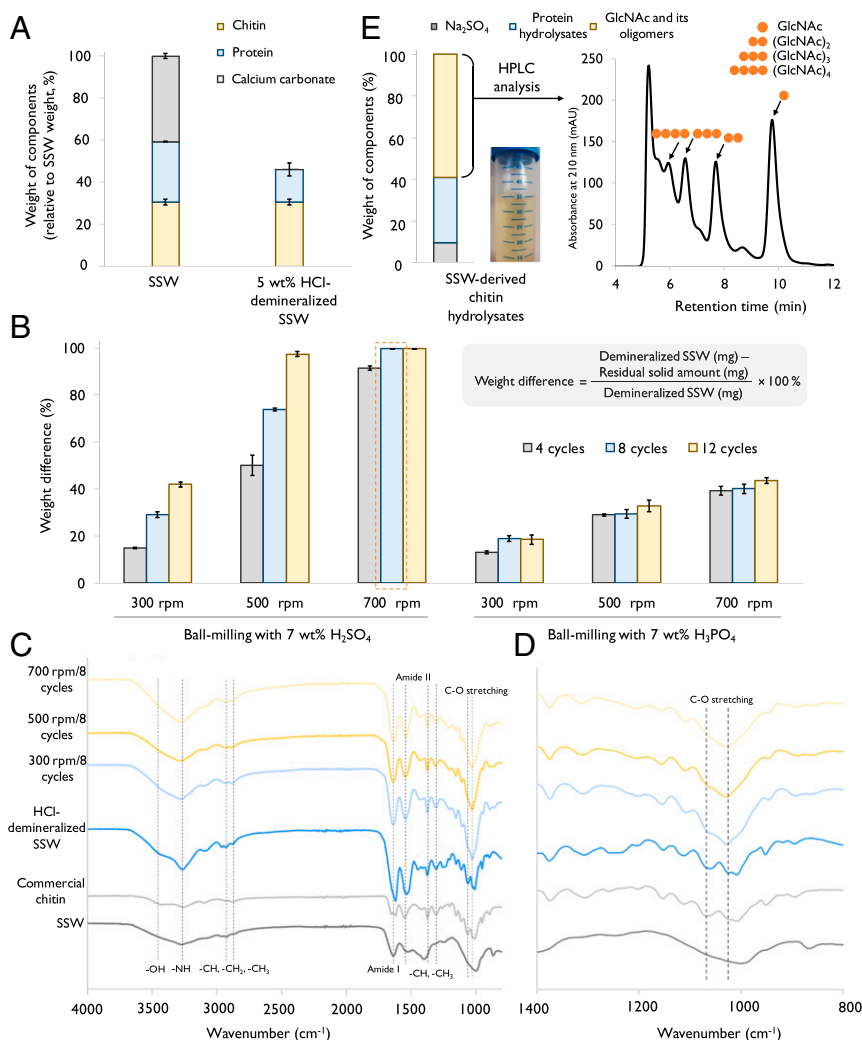 A
Chitin
Protein
Calcium carbonate
Weight of components
(relative to SSW weight, %)
100
80
60
40
20
0
SSW
5 wt% HCl-
demineralized
SSW
E
Na₂SO₄
Protein
hydrolysates
GlcNAc and its
oligomers
Weight of components (%)
100
80
60
40
20
0
HPLC
analysis
SSW-derived
chitin
hydrolysates
GlcNAc
(GlcNAc)₂
(GlcNAc)₃
(GlcNAc)₄
Absorbance at 210 nm (mAU)
250
200
150
100
50
0
4 6 8 10 12
Retention time (min)
B
Weight difference (%)
100
80
60
40
20
0
Weight difference = Demineralized SSW (mg) −
Residual solid amount (mg)
Demineralized SSW (mg)
× 100 %
4 cycles 8 cycles 12 cycles
300 rpm 500 rpm 700 rpm 300 rpm 500 rpm 700 rpm
Ball-milling with 7 wt% H₂SO₄ Ball-milling with 7 wt% H₃PO₄
C
700 rpm/8
cycles
500 rpm/8
cycles
300 rpm/8
cycles
HCl-
demineralized
SSW
Commercial
chitin
SSW
Amide II
C-O stretching
-OH -NH -CH, -CH₂, -CH₃ Amide I -CH, -CH₃
4000 3500 3000 2500 2000 1500 1000
Wavenumber (cm⁻¹)
D
C-O stretching
1400 1200 1000 800
Wavenumber (cm⁻¹)